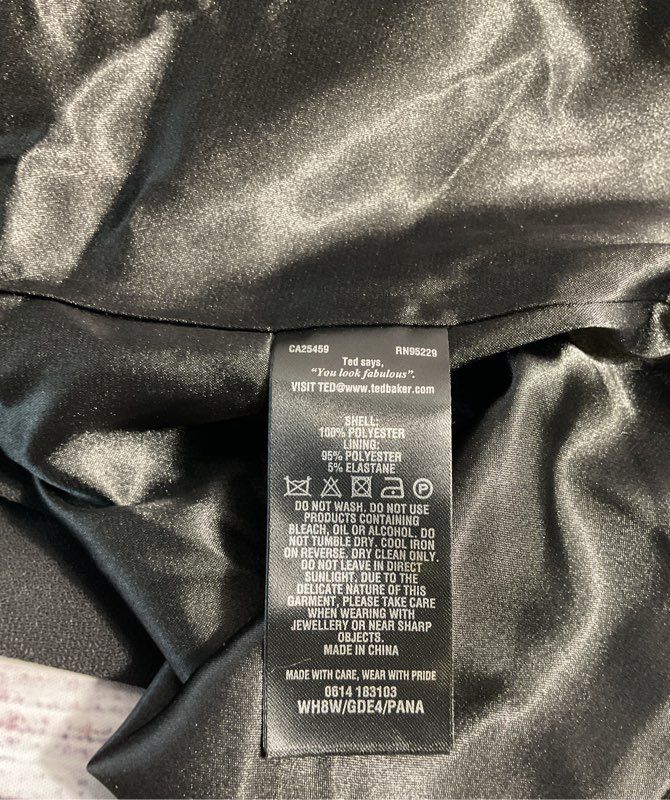 CA25459 RN95229
Ted says,
"You look fabulous".
VISIT TED@www.tedbaker.com
SHELL:
100% POLYESTER
LINING:
95% POLYESTER
5% ELASTANE
DO NOT WASH. DO NOT USE
PRODUCTS CONTAINING
BLEACH, OIL OR ALCOHOL. DO
NOT TUMBLE DRY. COOL IRON
ON REVERSE. DRY CLEAN ONLY.
DO NOT LEAVE IN DIRECT
SUNLIGHT. DUE TO THE
DELICATE NATURE OF THIS
GARMENT, PLEASE TAKE CARE
WHEN WEARING WITH
JEWELLERY OR NEAR SHARP
OBJECTS.
MADE IN CHINA
MADE WITH CARE, WEAR WITH PRIDE
0614 183103
WH8W/GDE4/PANA